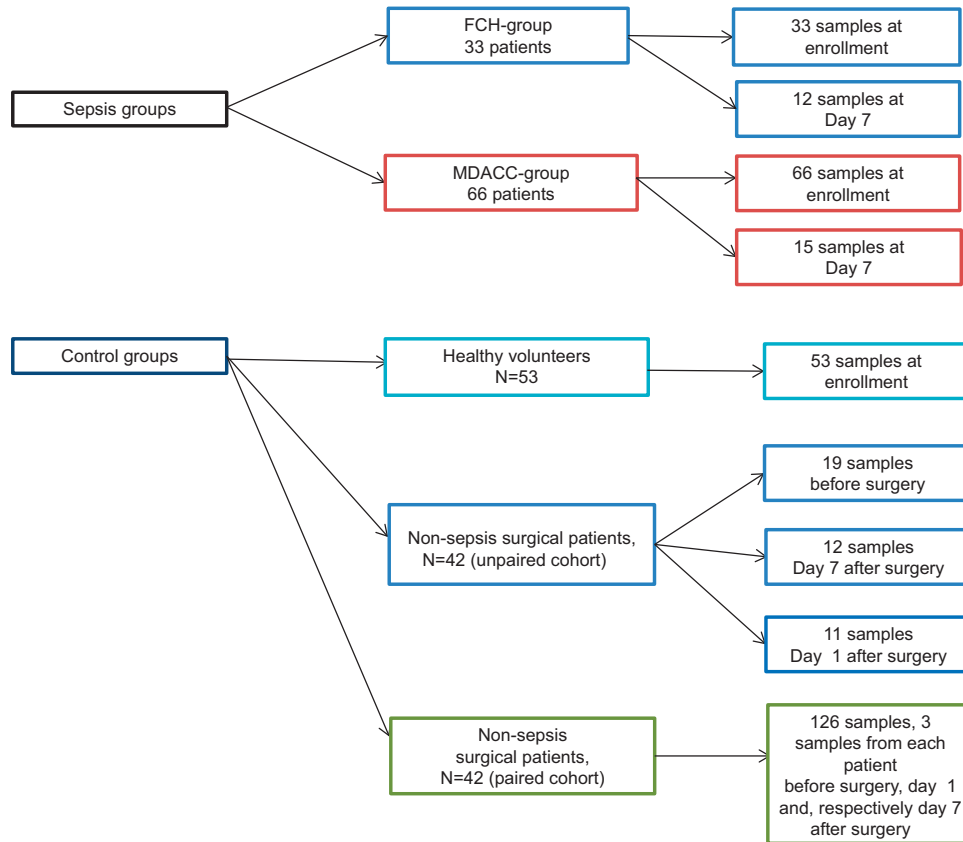 Sepsis groups
FCH-group
33 patients
33 samples at
enrollment
12 samples at
Day 7
MDACC-group
66 patients
66 samples at
enrollment
15 samples at
Day 7
Control groups
Healthy volunteers
N=53
53 samples at
enrollment
Non-sepsis surgical patients,
N=42 (unpaired cohort)
19 samples
before surgery
12 samples
Day 7 after surgery
11 samples
Day 1 after surgery
Non-sepsis
surgical patients,
N=42 (paired cohort)
126 samples, 3
samples from each
patient
before surgery, day 1
and, respectively day 7
after surgery